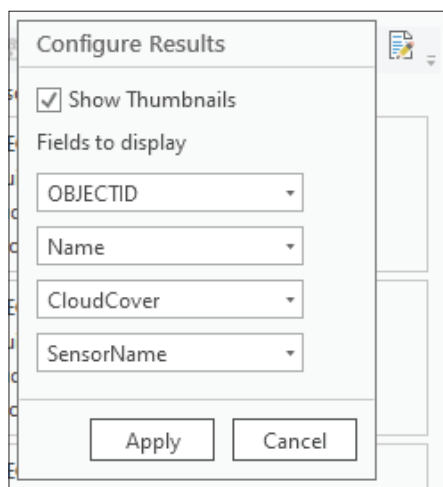 Configure Results
Show Thumbnails
Fields to display
OBJECTID
Name
CloudCover
SensorName
Apply Cancel